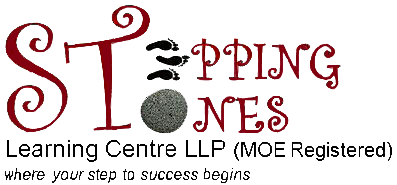 STEPPING
STONES
Learning Centre LLP (MOE Registered)
where your step to success begins